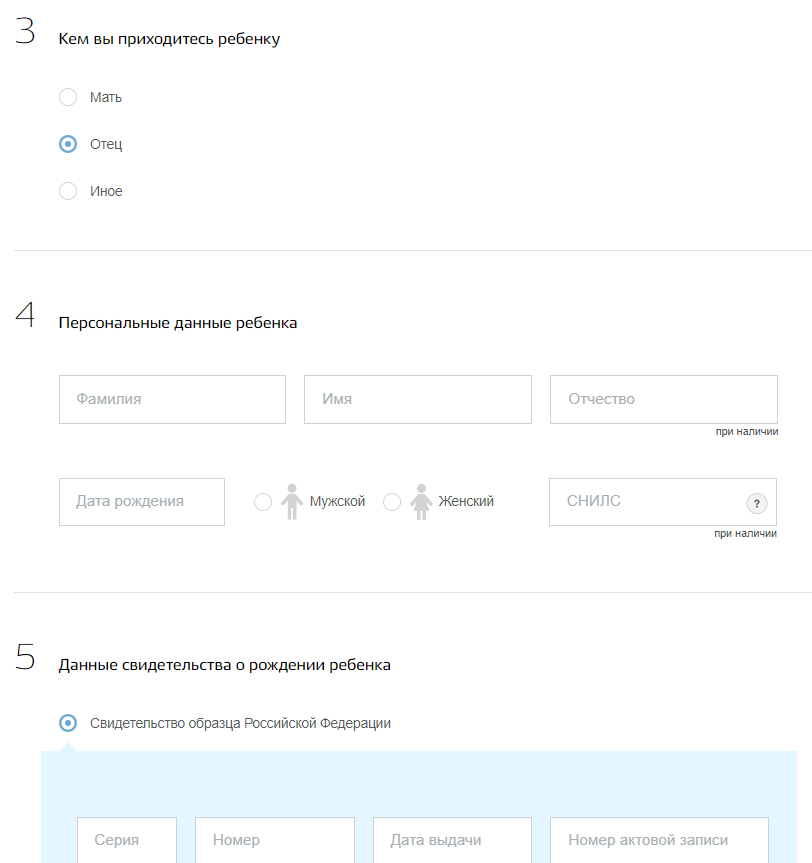 3 Кем вы приходитесь ребенку
Мать
Отец
Иное
4 Персональные данные ребенка
Фамилия Имя Отчество
при наличии
Дата рождения Мужской Женский СНИЛС ?
при наличии
5 Данные свидетельства о рождении ребенка
Свидетельство образца Российской Федерации
Серия Номер Дата выдачи Номер актовой записи